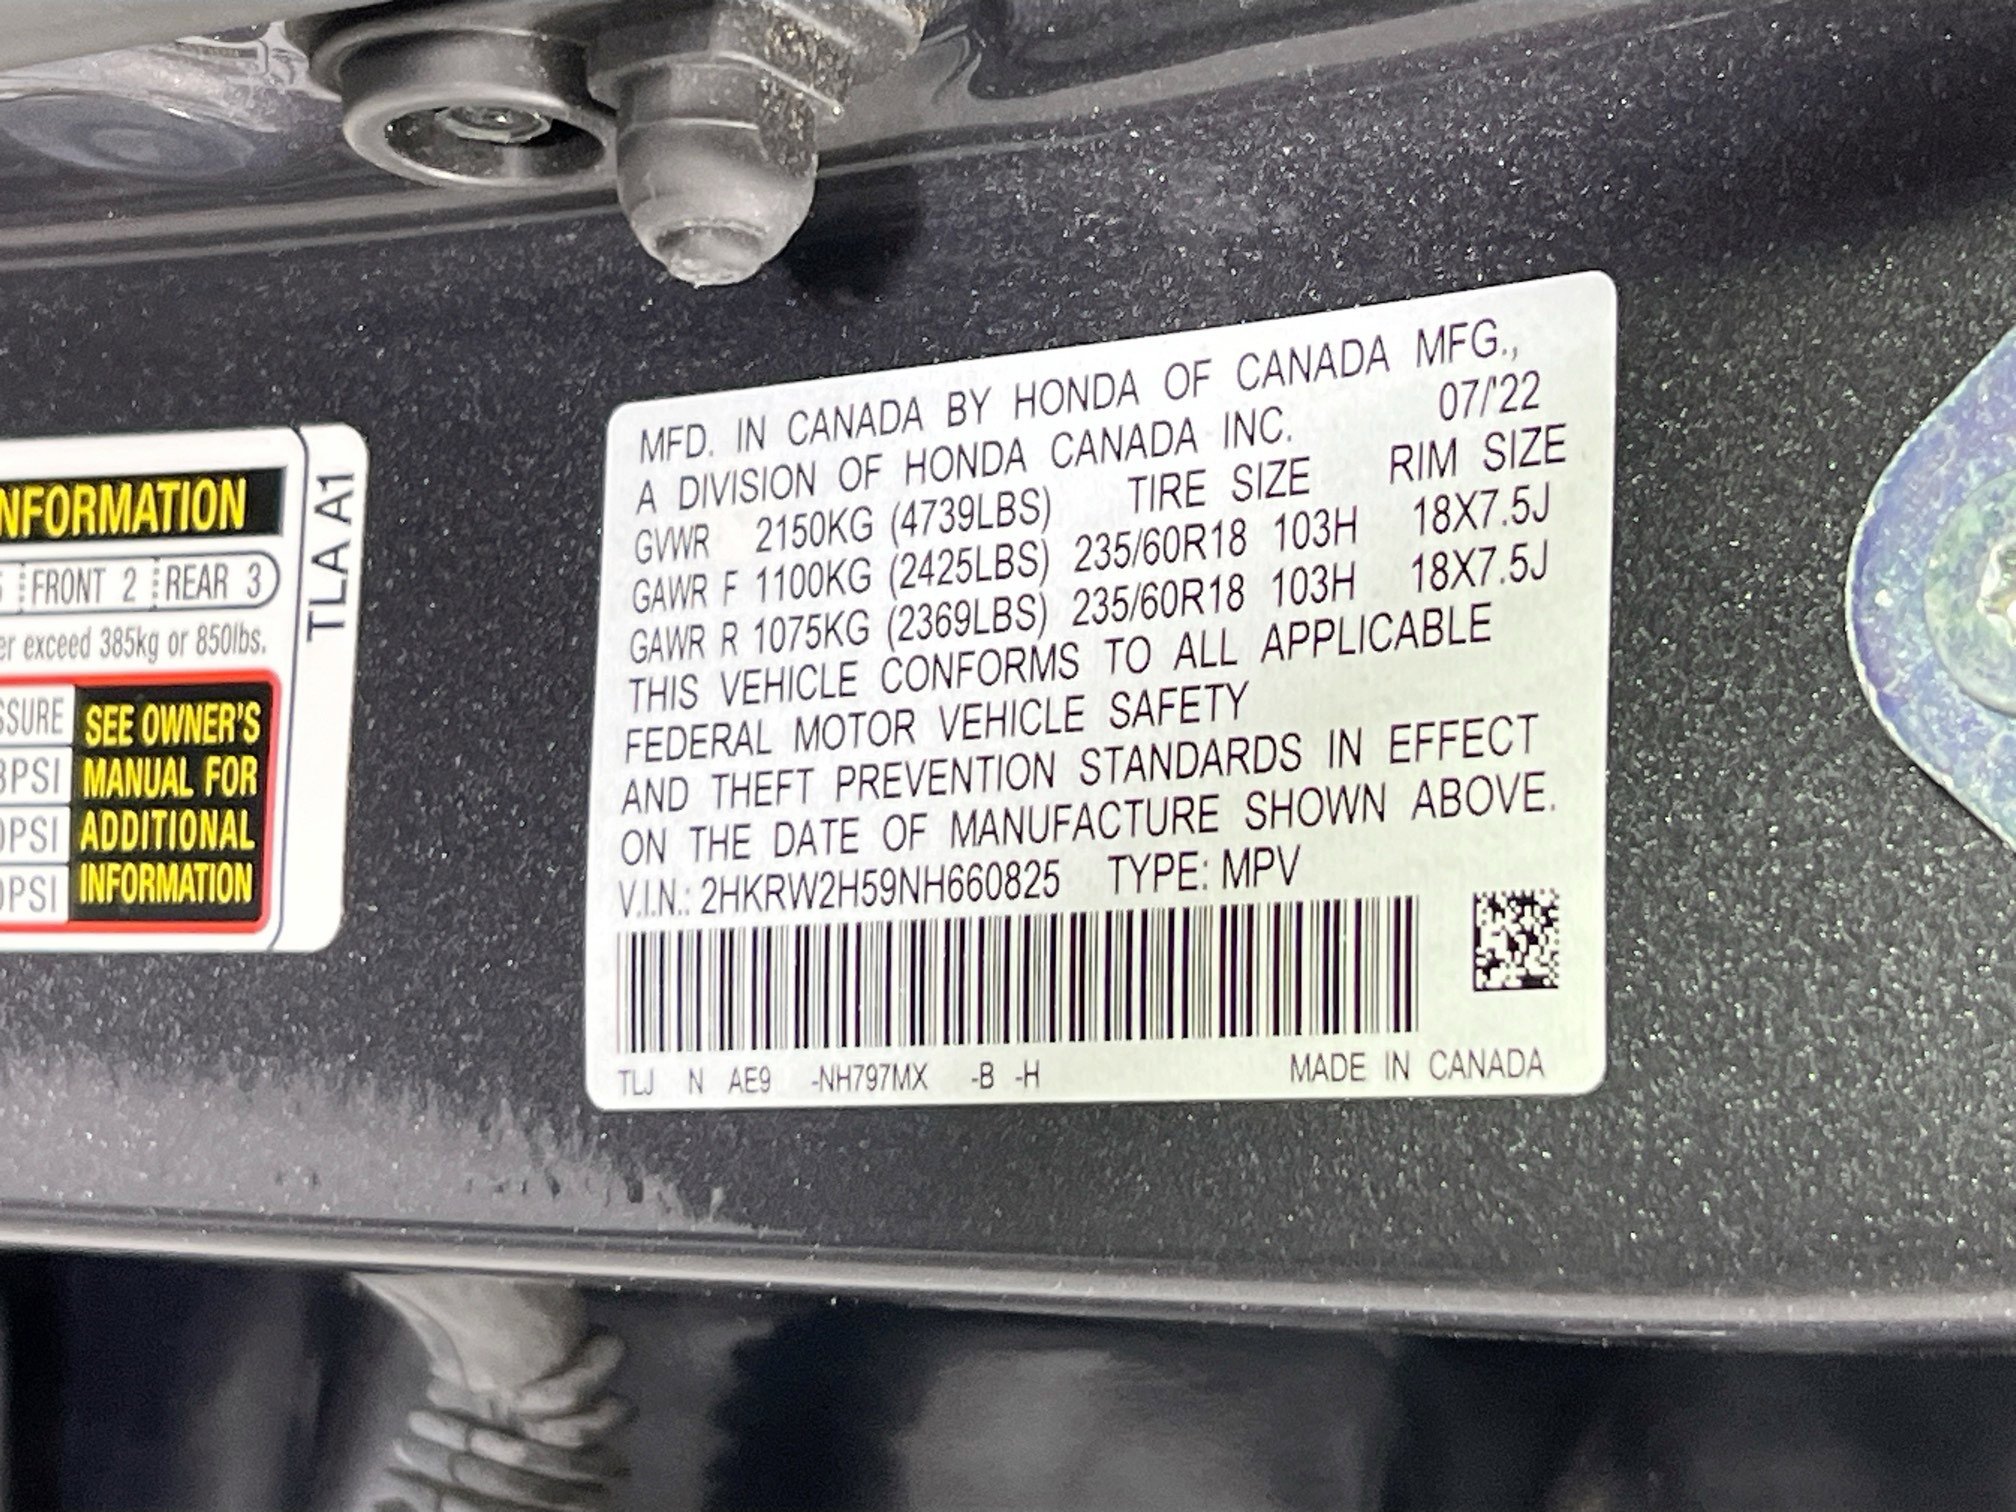 NFORMATION
FRONT 2 REAR 3
er exceed 385kg or 850lbs.
SSURE
SEE OWNER'S
MANUAL FOR
ADDITIONAL
INFORMATION
PSI
PSI
PSI
TLA A1
MFD. IN CANADA BY HONDA OF CANADA MFG.,
A DIVISION OF HONDA CANADA INC. 07/'22
GVWR 2150KG (4739LBS) TIRE SIZE RIM SIZE
GAWR F 1100KG (2425LBS) 235/60R18 103H 18X7.5J
GAWR R 1075KG (2369LBS) 235/60R18 103H 18X7.5J
THIS VEHICLE CONFORMS TO ALL APPLICABLE
FEDERAL MOTOR VEHICLE SAFETY
AND THEFT PREVENTION STANDARDS IN EFFECT
ON THE DATE OF MANUFACTURE SHOWN ABOVE.
V.I.N.: 2HKRW2H59NH660825 TYPE: MPV
TLJ N AE9 -NH797MX -B -H MADE IN CANADA